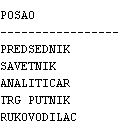 POSAO
-----------------
PREDSEDNIK
SAVETNIK
ANALITICAR
TRG PUTNIK
RUKOVODILAC